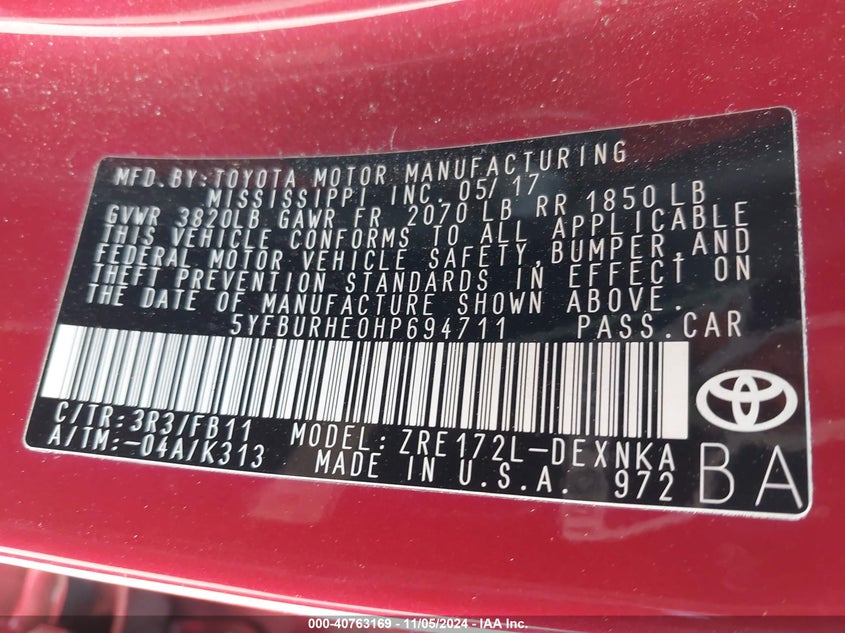 MFD. BY: TOYOTA MOTOR MANUFACTURING
MISSISSIPPI INC. 05/17
GVWR 3820LB GAWR FR 2070 LB RR 1850 LB
THIS VEHICLE CONFORMS TO ALL APPLICABLE
FEDERAL MOTOR VEHICLE SAFETY, BUMPER, AND
THEFT PREVENTION STANDARDS IN EFFECT ON
THE DATE OF MANUFACTURE SHOWN ABOVE.
5YFBURHE0HP694711 PASS.CAR
C/TR:3R3/FB11 MODEL: ZRE172L-DEXNKA
A/TM:-04A/K313 MADE IN U.S.A. 972 BA
000-40763169 - 11/05/2024 - IAA Inc.